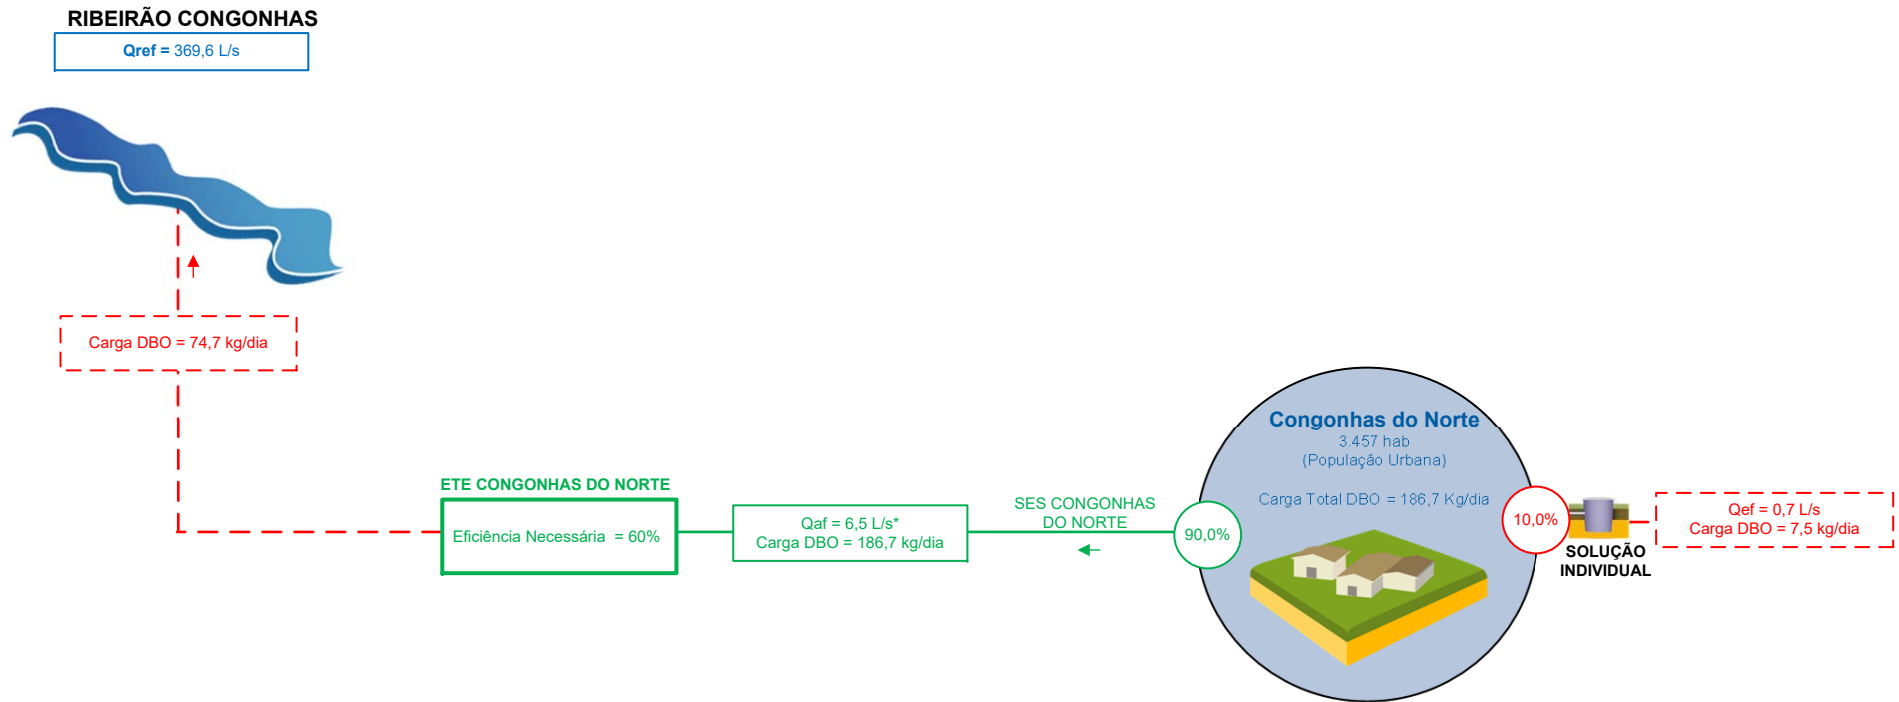 RIBEIRÃO CONGONHAS
Qref = 369,6 L/s
Carga DBO = 74,7 kg/dia
ETE CONGONHAS DO NORTE
Eficiência Necessária = 60%
Qaf = 6,5 L/s*
Carga DBO = 186,7 kg/dia
SES CONGONHAS
DO NORTE
90,0%
Congonhas do Norte
3.457 hab
(População Urbana)
Carga Total DBO = 186,7 Kg/dia
10,0%
SOLUÇÃO
INDIVIDUAL
Qef = 0,7 L/s
Carga DBO = 7,5 kg/dia